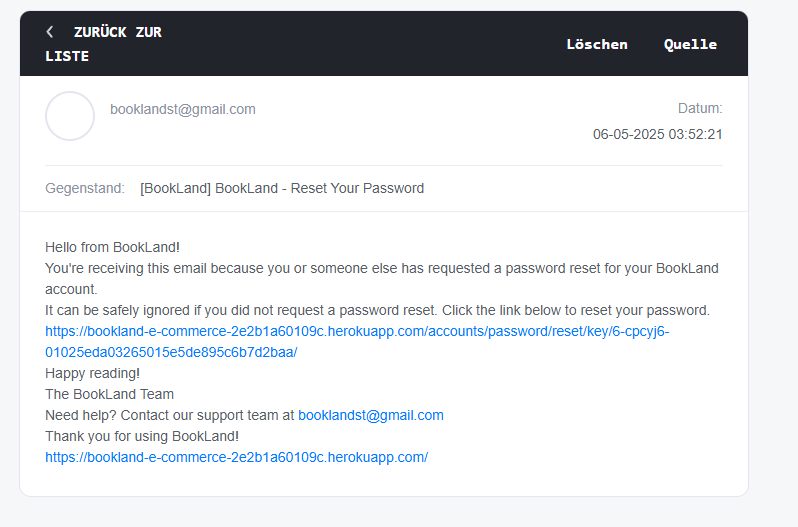 ZURÜCK ZUR
LISTE
Löschen Quelle
booklandst@gmail.com
Datum:
06-05-2025 03:52:21
Gegenstand: [BookLand] BookLand - Reset Your Password
Hello from BookLand!
You're receiving this email because you or someone else has requested a password reset for your BookLand
account.
It can be safely ignored if you did not request a password reset. Click the link below to reset your password.
https://bookland-e-commerce-2e2b1a60109c.herokuapp.com/accounts/password/reset/key/6-cpcyj6-
01025eda03265015e5de895c6b7d2baa/
Happy reading!
The BookLand Team
Need help? Contact our support team at booklandst@gmail.com
Thank you for using BookLand!
https://bookland-e-commerce-2e2b1a60109c.herokuapp.com/